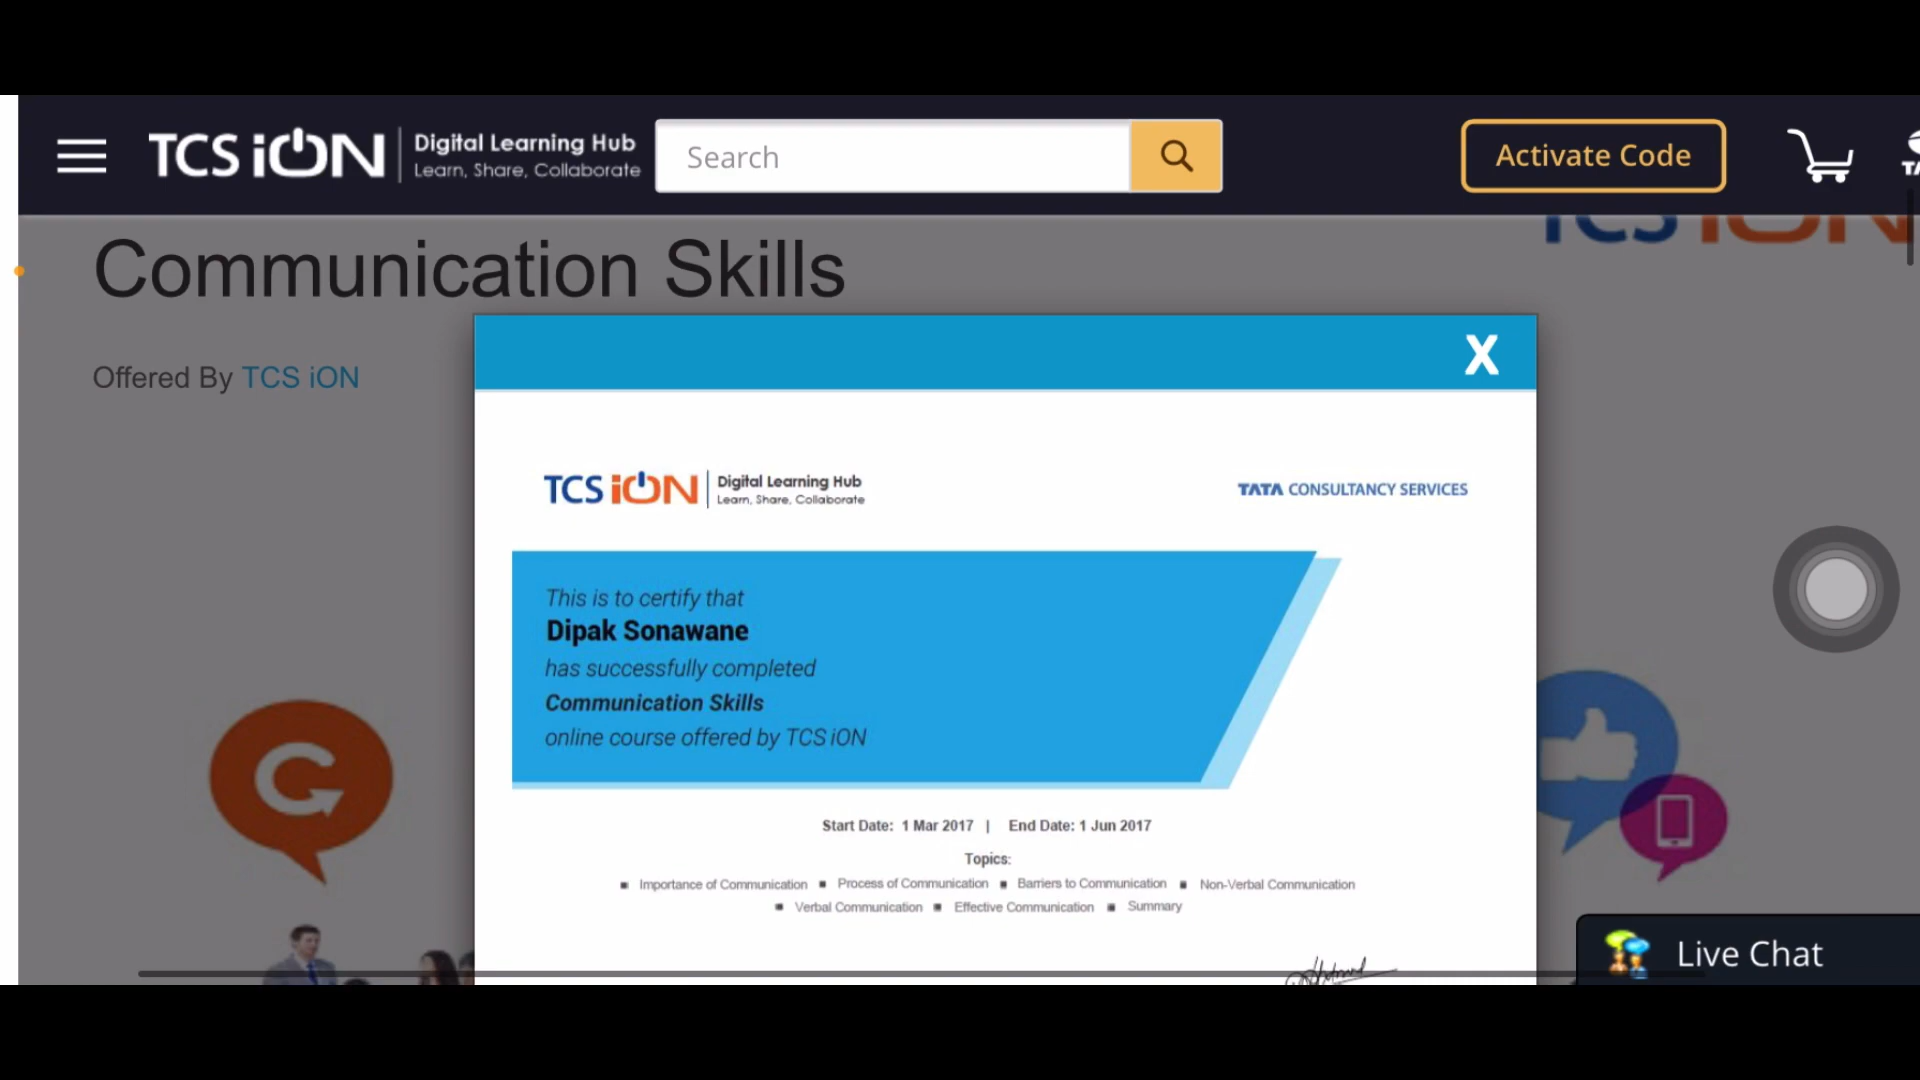 TCS iON Digital Learning Hub
Learn, Share, Collaborate
Search
Activate Code
Communication Skills
Offered By TCS iON
X
TCS iON Digital Learning Hub
Learn, Share, Collaborate
TATA CONSULTANCY SERVICES
This is to certify that
Dipak Sonawane
has successfully completed
Communication Skills
online course offered by TCS iON
Start Date: 1 Mar 2017 | End Date: 1 Jun 2017
Topics:
▪ Importance of Communication ▪ Process of Communication ▪ Barriers to Communication ▪ Non-Verbal Communication
▪ Verbal Communication ▪ Effective Communication ▪ Summary
Live Chat